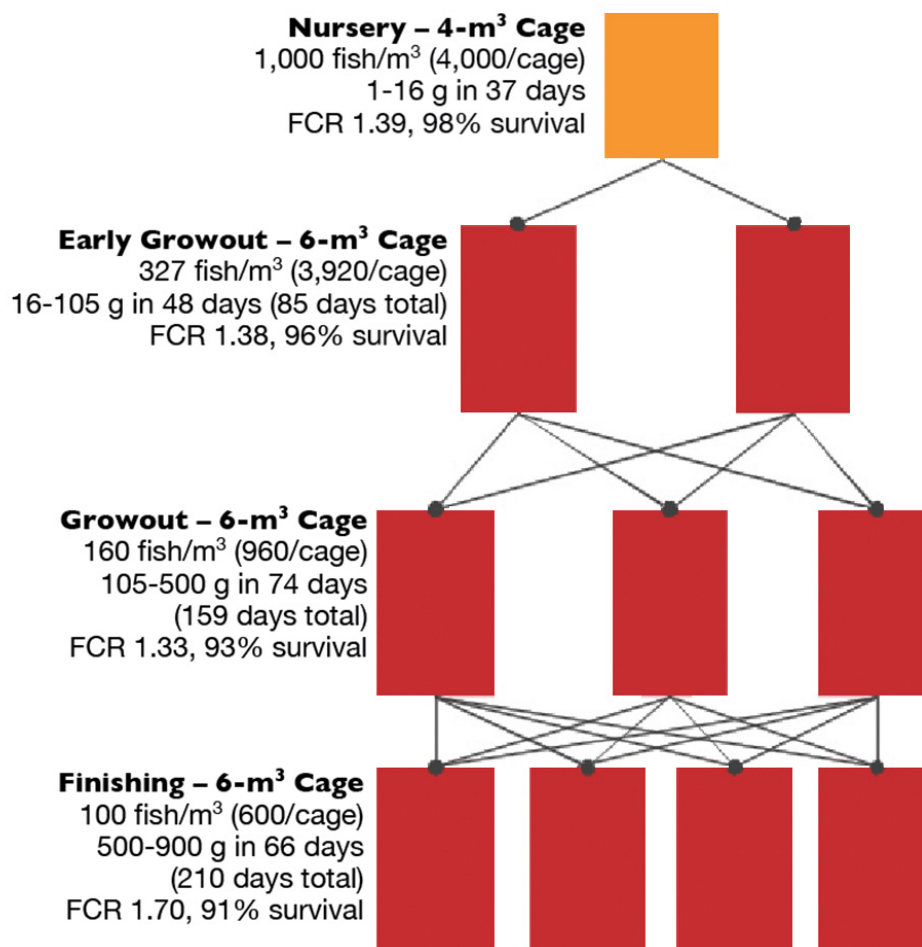 Nursery – 4-m³ Cage
1,000 fish/m³ (4,000/cage)
1-16 g in 37 days
FCR 1.39, 98% survival
Early Growout – 6-m³ Cage
327 fish/m³ (3,920/cage)
16-105 g in 48 days (85 days total)
FCR 1.38, 96% survival
Growout – 6-m³ Cage
160 fish/m³ (960/cage)
105-500 g in 74 days
(159 days total)
FCR 1.33, 93% survival
Finishing – 6-m³ Cage
100 fish/m³ (600/cage)
500-900 g in 66 days
(210 days total)
FCR 1.70, 91% survival